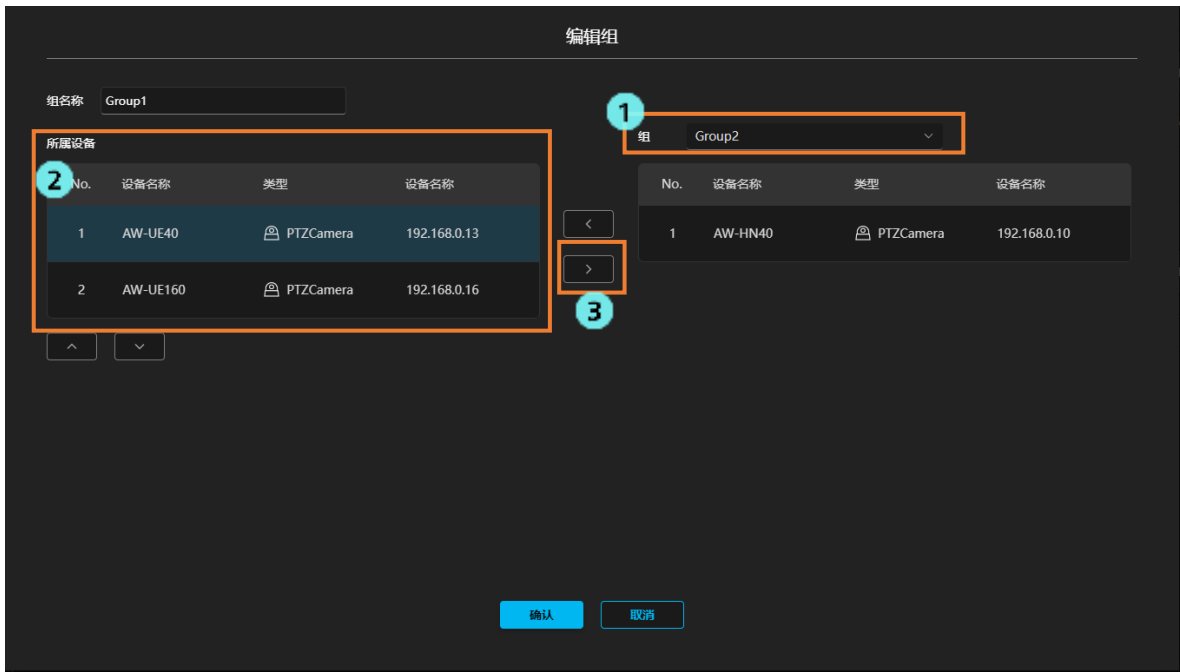 编辑组
组名称 Group1
1
组 Group2
所属设备
2
No. 设备名称 类型 设备名称
1 AW-UE40 PTZCamera 192.168.0.13
2 AW-UE160 PTZCamera 192.168.0.16
No. 设备名称 类型 设备名称
1 AW-HN40 PTZCamera 192.168.0.10
3
确认 取消